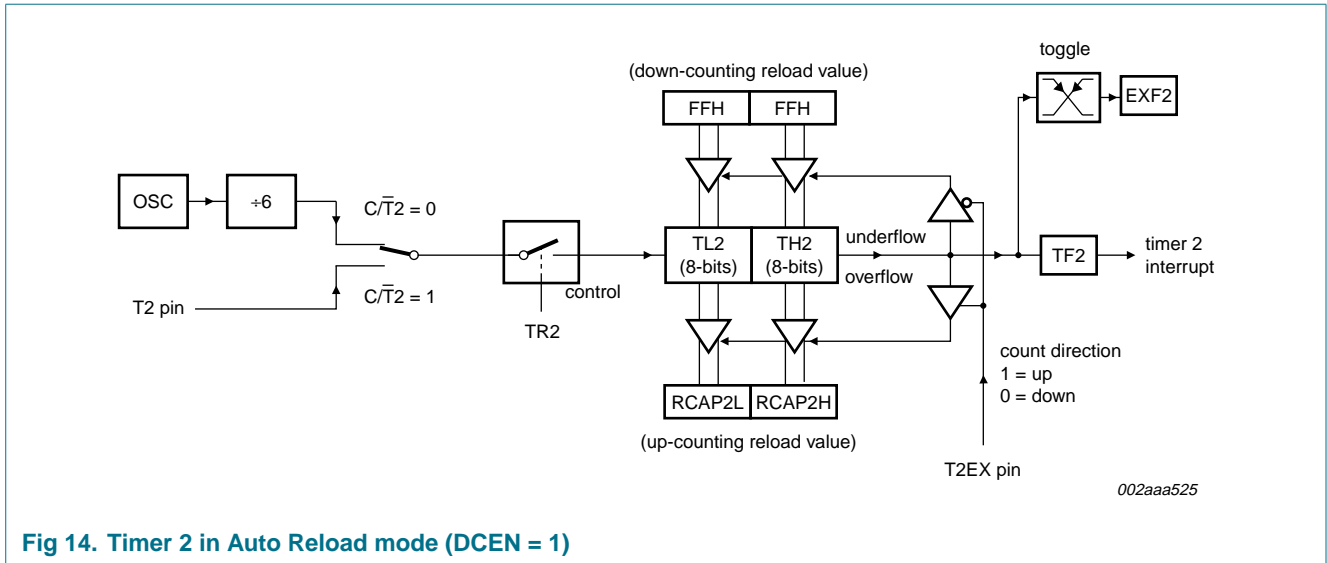 toggle
(down-counting reload value)
FFH FFH EXF2
OSC ÷6 C/T̅2 = 0
TL2 (8-bits) TH2 (8-bits) underflow
overflow
TF2 timer 2 interrupt
C/T̅2 = 1
control
T2 pin
TR2
count direction
1 = up
0 = down
RCAP2L RCAP2H
(up-counting reload value)
T2EX pin
002aaa525
Fig 14. Timer 2 in Auto Reload mode (DCEN = 1)